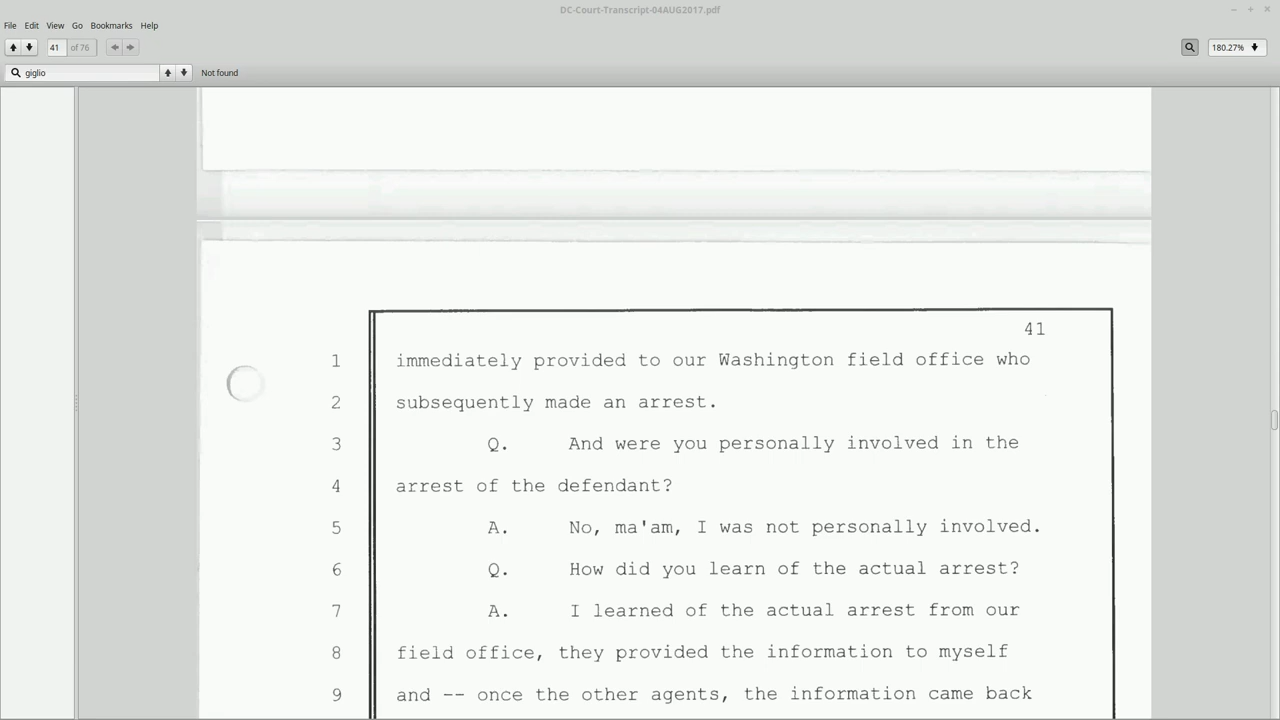 DC-Court-Transcript-04AUG2017.pdf
File Edit View Go Bookmarks Help
41 of 76 180.27%
giglio Not found
41
1 immediately provided to our Washington field office who
2 subsequently made an arrest.
3 Q. And were you personally involved in the
4 arrest of the defendant?
5 A. No, ma'am, I was not personally involved.
6 Q. How did you learn of the actual arrest?
7 A. I learned of the actual arrest from our
8 field office, they provided the information to myself
9 and -- once the other agents, the information came back